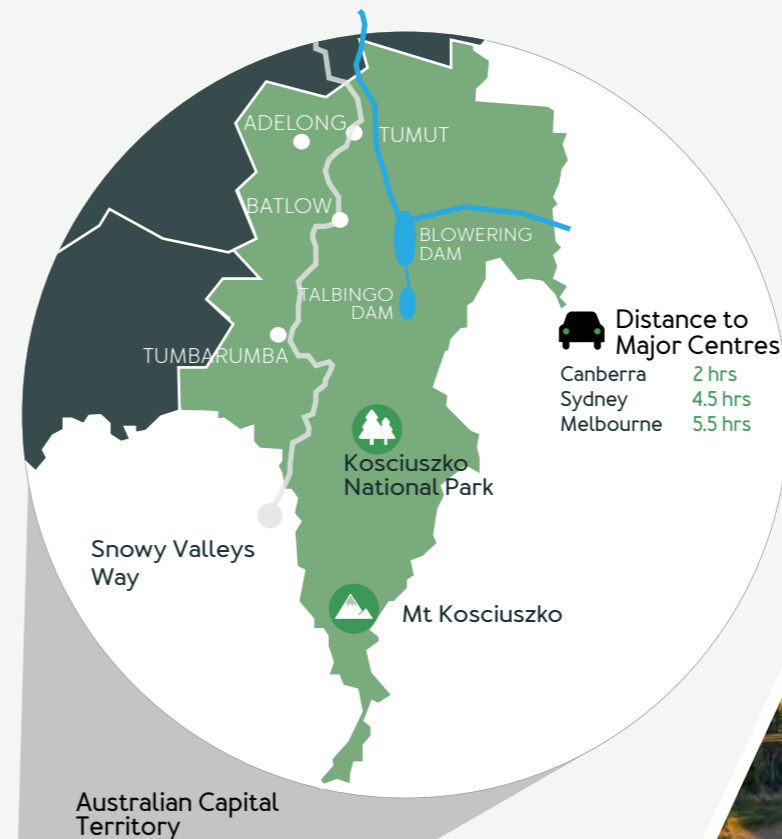 ADELONG
TUMUT
BATLOW
BLOWERING
DAM
TALBINGO
DAM
TUMBARUMBA
Distance to
Major Centres
Canberra 2 hrs
Sydney 4.5 hrs
Melbourne 5.5 hrs
Kosciuszko
National Park
Snowy Valleys
Way
Mt Kosciuszko
Australian Capital
Territory